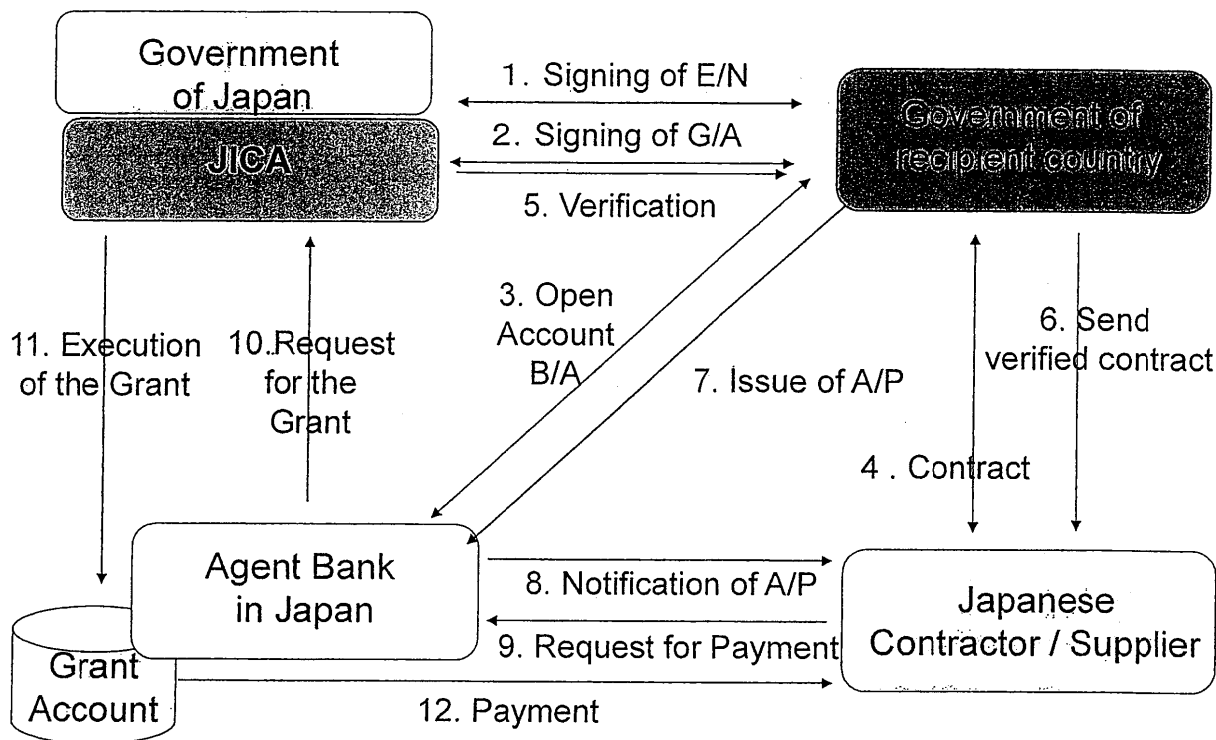 Government
of Japan
JICA
1. Signing of E/N
2. Signing of G/A
5. Verification
Government of
recipient country
3. Open
Account
B/A
7. Issue of A/P
6. Send
verified contract
4 . Contract
11. Execution
of the Grant
10. Request
for the
Grant
Agent Bank
in Japan
8. Notification of A/P
9. Request for Payment
Japanese
Contractor / Supplier
Grant
Account
12. Payment